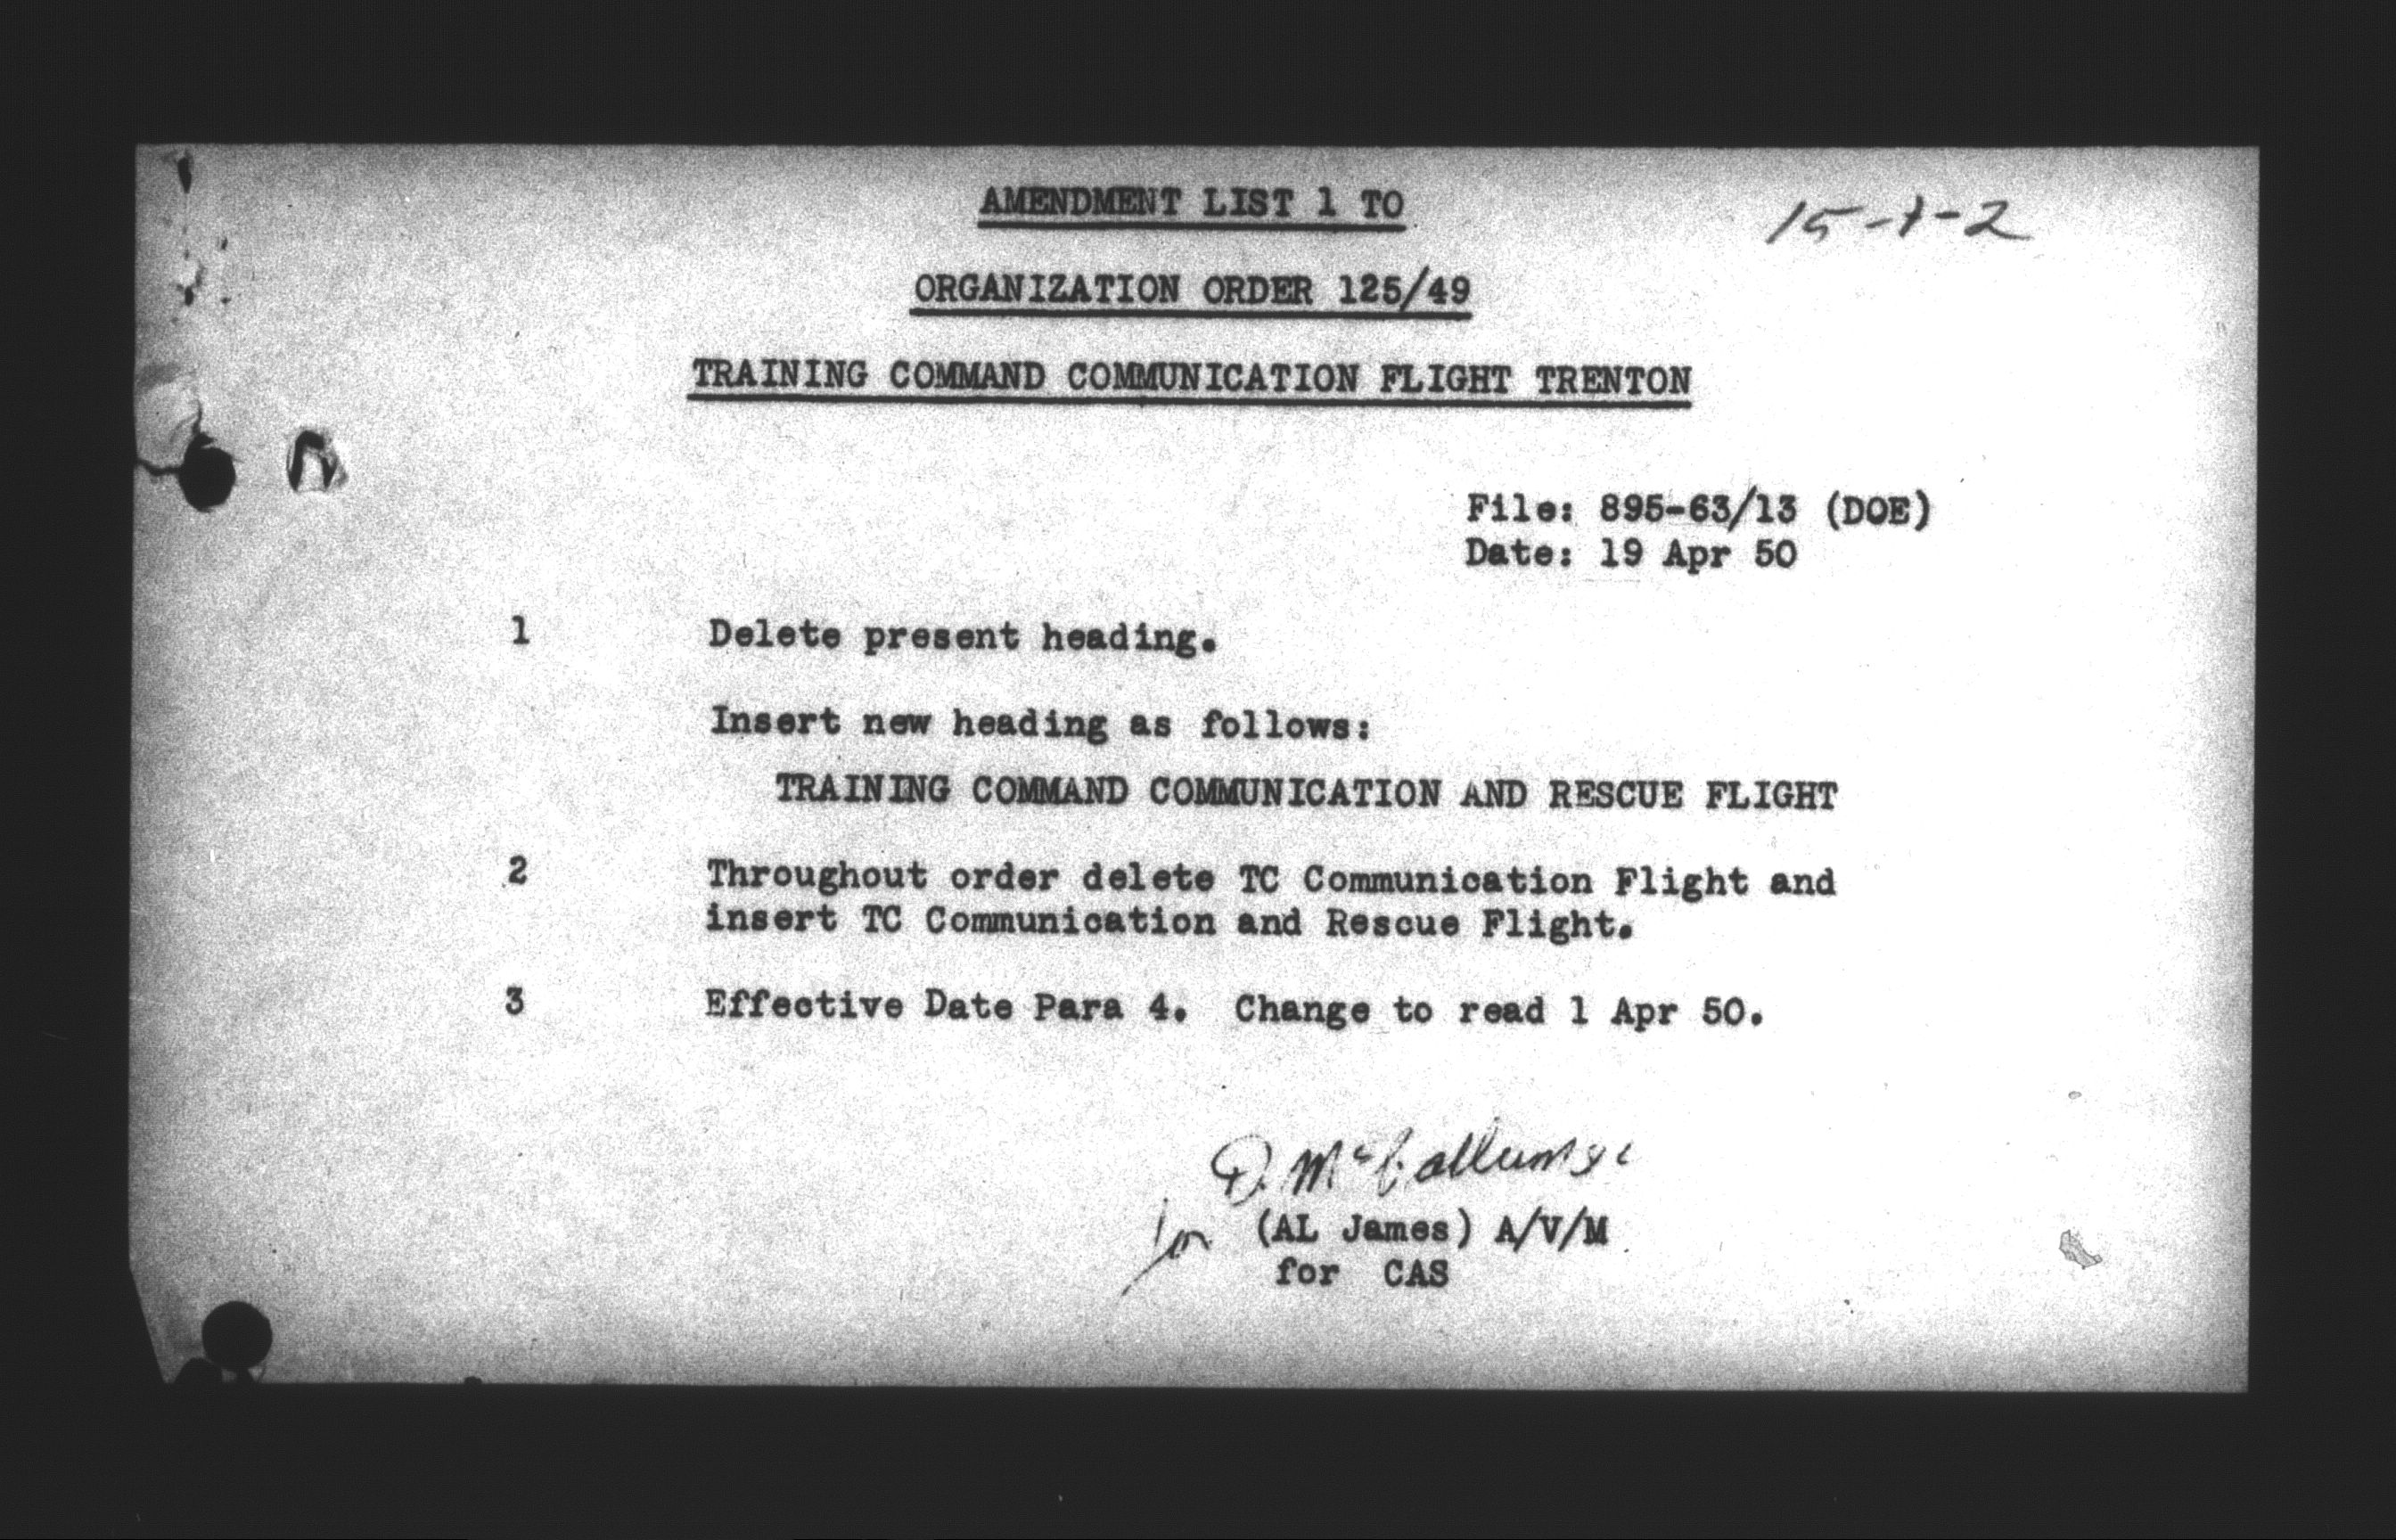 AMENDMENT LIST 1 TO
15-1-2
ORGANIZATION ORDER 125/49
TRAINING COMMAND COMMUNICATION FLIGHT TRENTON
File: 895-63/13 (DOE)
Date: 19 Apr 50
1 Delete present heading.
Insert new heading as follows:
TRAINING COMMAND COMMUNICATION AND RESCUE FLIGHT
2 Throughout order delete TC Communication Flight and
insert TC Communication and Rescue Flight.
3 Effective Date Para 4. Change to read 1 Apr 50.
D. McCallum
for (AL James) A/V/M
for CAS